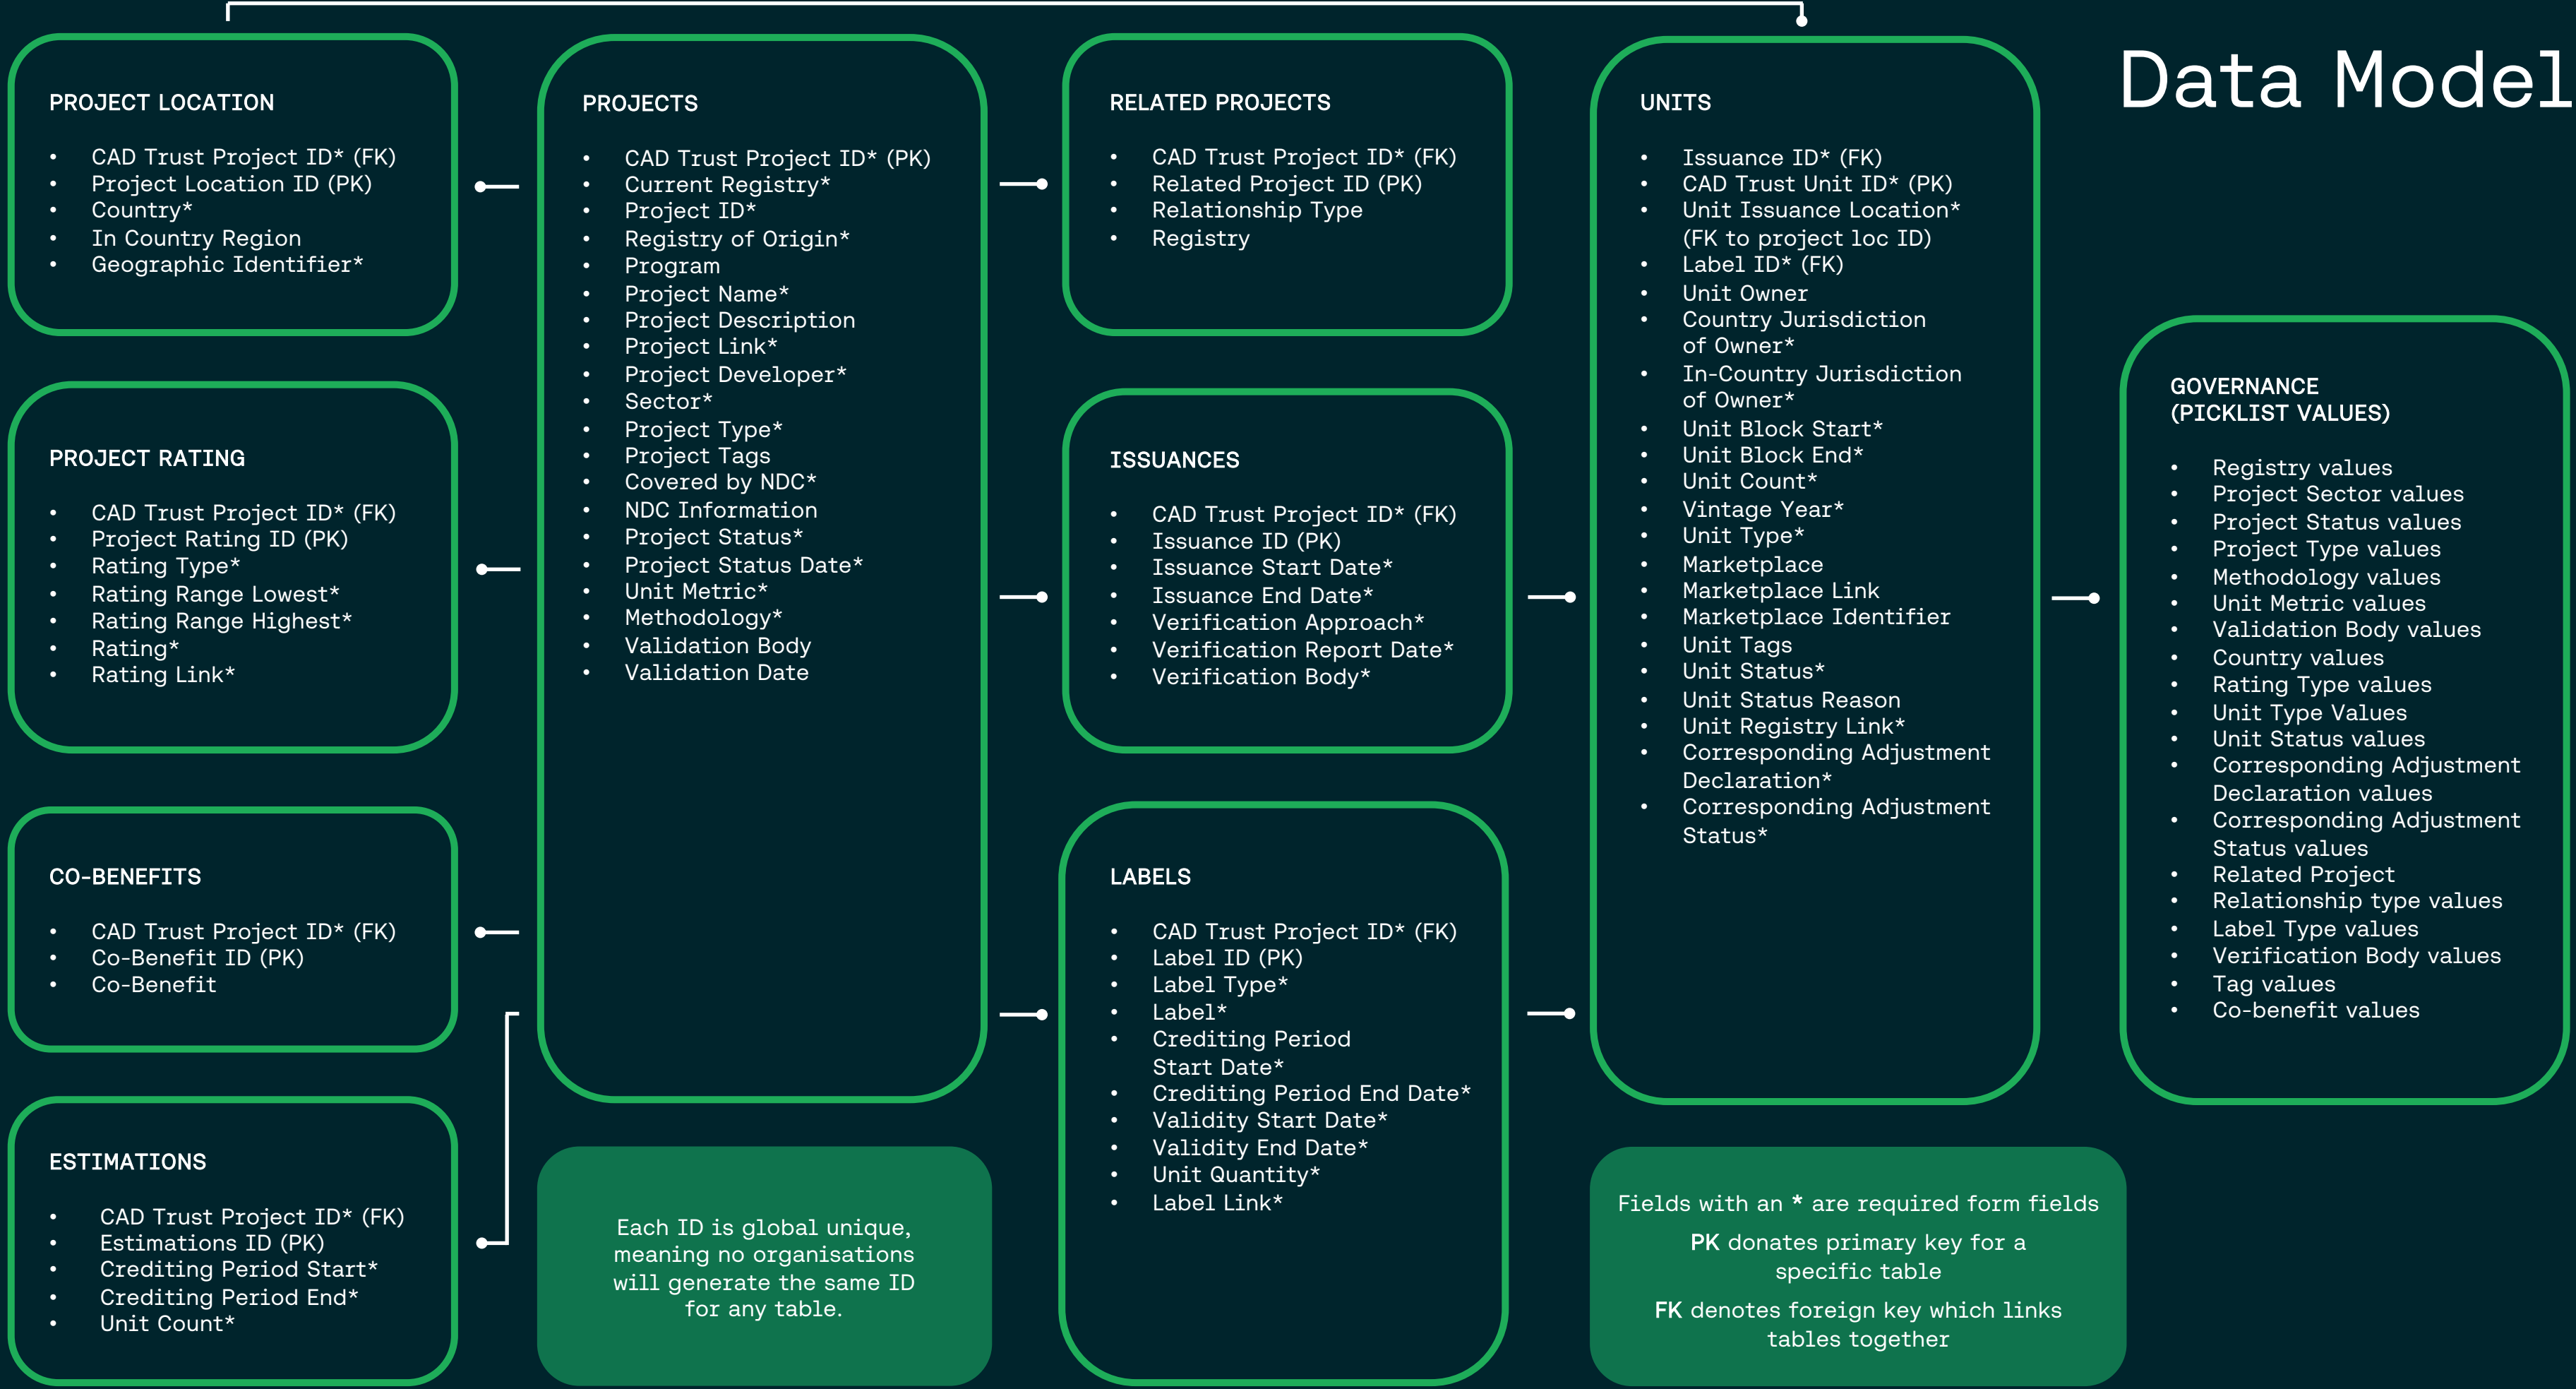 Data Model
PROJECT LOCATION
• CAD Trust Project ID* (FK)
• Project Location ID (PK)
• Country*
• In Country Region
• Geographic Identifier*
PROJECT RATING
• CAD Trust Project ID* (FK)
• Project Rating ID (PK)
• Rating Type*
• Rating Range Lowest*
• Rating Range Highest*
• Rating*
• Rating Link*
CO-BENEFITS
• CAD Trust Project ID* (FK)
• Co-Benefit ID (PK)
• Co-Benefit
ESTIMATIONS
• CAD Trust Project ID* (FK)
• Estimations ID (PK)
• Crediting Period Start*
• Crediting Period End*
• Unit Count*
PROJECTS
• CAD Trust Project ID* (PK)
• Current Registry*
• Project ID*
• Registry of Origin*
• Program
• Project Name*
• Project Description
• Project Link*
• Project Developer*
• Sector*
• Project Type*
• Project Tags
• Covered by NDC*
• NDC Information
• Project Status*
• Project Status Date*
• Unit Metric*
• Methodology*
• Validation Body
• Validation Date
Each ID is global unique,
meaning no organisations
will generate the same ID
for any table.
RELATED PROJECTS
• CAD Trust Project ID* (FK)
• Related Project ID (PK)
• Relationship Type
• Registry
ISSUANCES
• CAD Trust Project ID* (FK)
• Issuance ID (PK)
• Issuance Start Date*
• Issuance End Date*
• Verification Approach*
• Verification Report Date*
• Verification Body*
LABELS
• CAD Trust Project ID* (FK)
• Label ID (PK)
• Label Type*
• Label*
• Crediting Period
Start Date*
• Crediting Period End Date*
• Validity Start Date*
• Validity End Date*
• Unit Quantity*
• Label Link*
UNITS
• Issuance ID* (FK)
• CAD Trust Unit ID* (PK)
• Unit Issuance Location*
(FK to project loc ID)
• Label ID* (FK)
• Unit Owner
• Country Jurisdiction
of Owner*
• In-Country Jurisdiction
of Owner*
• Unit Block Start*
• Unit Block End*
• Unit Count*
• Vintage Year*
• Unit Type*
• Marketplace
• Marketplace Link
• Marketplace Identifier
• Unit Tags
• Unit Status*
• Unit Status Reason
• Unit Registry Link*
• Corresponding Adjustment
Declaration*
• Corresponding Adjustment
Status*
Fields with an * are required form fields
PK donates primary key for a
specific table
FK denotes foreign key which links
tables together
GOVERNANCE
(PICKLIST VALUES)
• Registry values
• Project Sector values
• Project Status values
• Project Type values
• Methodology values
• Unit Metric values
• Validation Body values
• Country values
• Rating Type values
• Unit Type Values
• Unit Status values
• Corresponding Adjustment
Declaration values
• Corresponding Adjustment
Status values
• Related Project
• Relationship type values
• Label Type values
• Verification Body values
• Tag values
• Co-benefit values